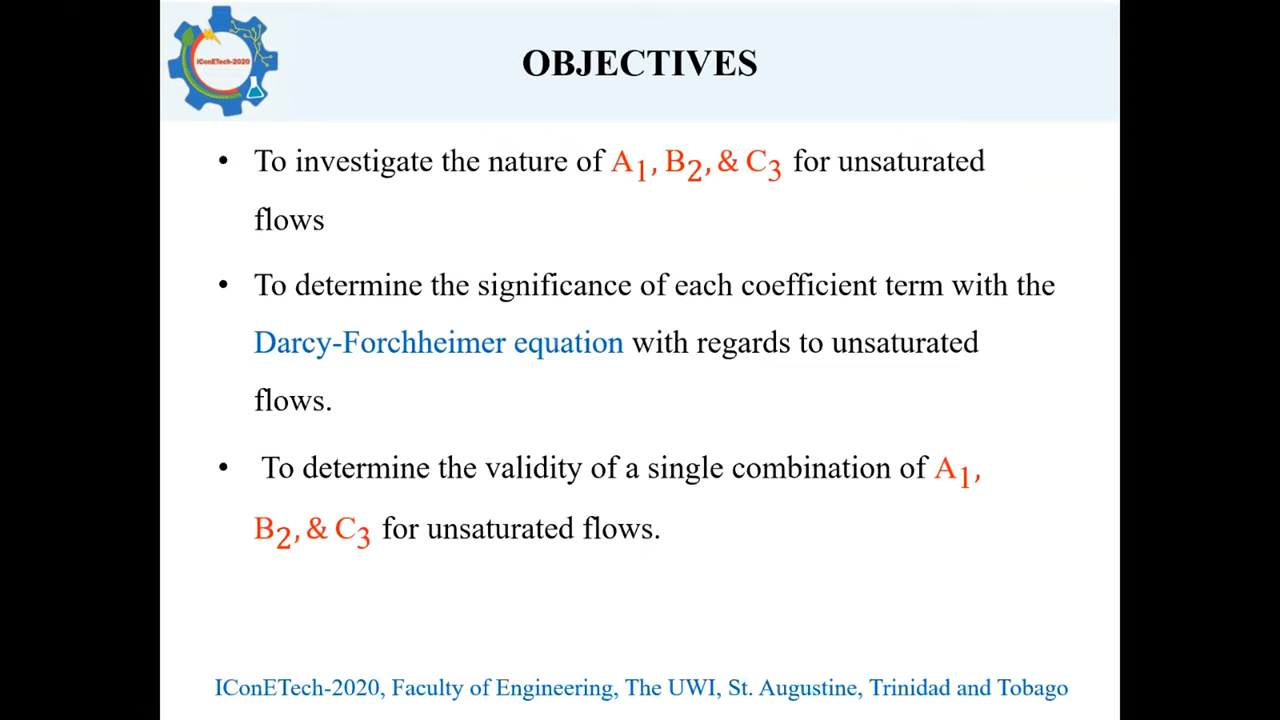 IConETech-2020
OBJECTIVES
• To investigate the nature of A₁, B₂, & C₃ for unsaturated
flows
• To determine the significance of each coefficient term with the
Darcy-Forchheimer equation with regards to unsaturated
flows.
• To determine the validity of a single combination of A₁,
B₂, & C₃ for unsaturated flows.
IConETech-2020, Faculty of Engineering, The UWI, St. Augustine, Trinidad and Tobago